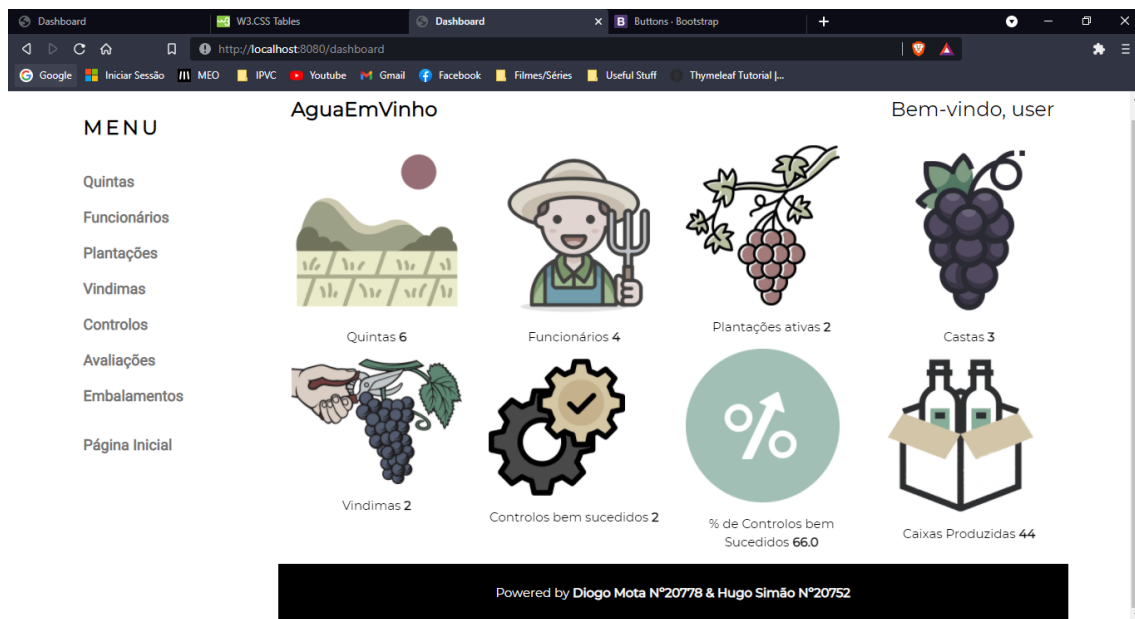 Dashboard
W3.CSS Tables
Dashboard
Buttons · Bootstrap
http://localhost:8080/dashboard
Google
Iniciar Sessão
MEO
IPVC
Youtube
Gmail
Facebook
Filmes/Séries
Useful Stuff
Thymeleaf Tutorial |...
MENU
Quintas
Funcionários
Plantações
Vindimas
Controlos
Avaliações
Embalamentos
Página Inicial
AguaEmVinho
Bem-vindo, user
Quintas 6
Funcionários 4
Plantações ativas 2
Castas 3
%
Vindimas 2
Controlos bem sucedidos 2
% de Controlos bem
Sucedidos 66.0
Caixas Produzidas 44
Powered by Diogo Mota Nº20778 & Hugo Simão Nº20752